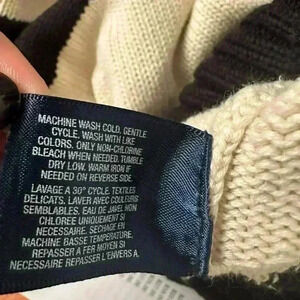 MACHINE WASH COLD, GENTLE
CYCLE. WASH WITH LIKE
COLORS. ONLY NON-CHLORINE
BLEACH WHEN NEEDED. TUMBLE
DRY LOW. WARM IRON IF
NEEDED ON REVERSE SIDE.
LAVAGE A 30° CYCLE. TEXTILES
DELICATS. LAVER AVEC COULEURS
SEMBLABLES. EAU DE JAVEL NON
CHLOREE UNIQUEMENT SI
NECESSAIRE. SECHAGE EN
MACHINE BASSE TEMPERATURE.
REPASSER A FER MOYEN SI
NECESSAIRE REPASSER A L'ENVERS.